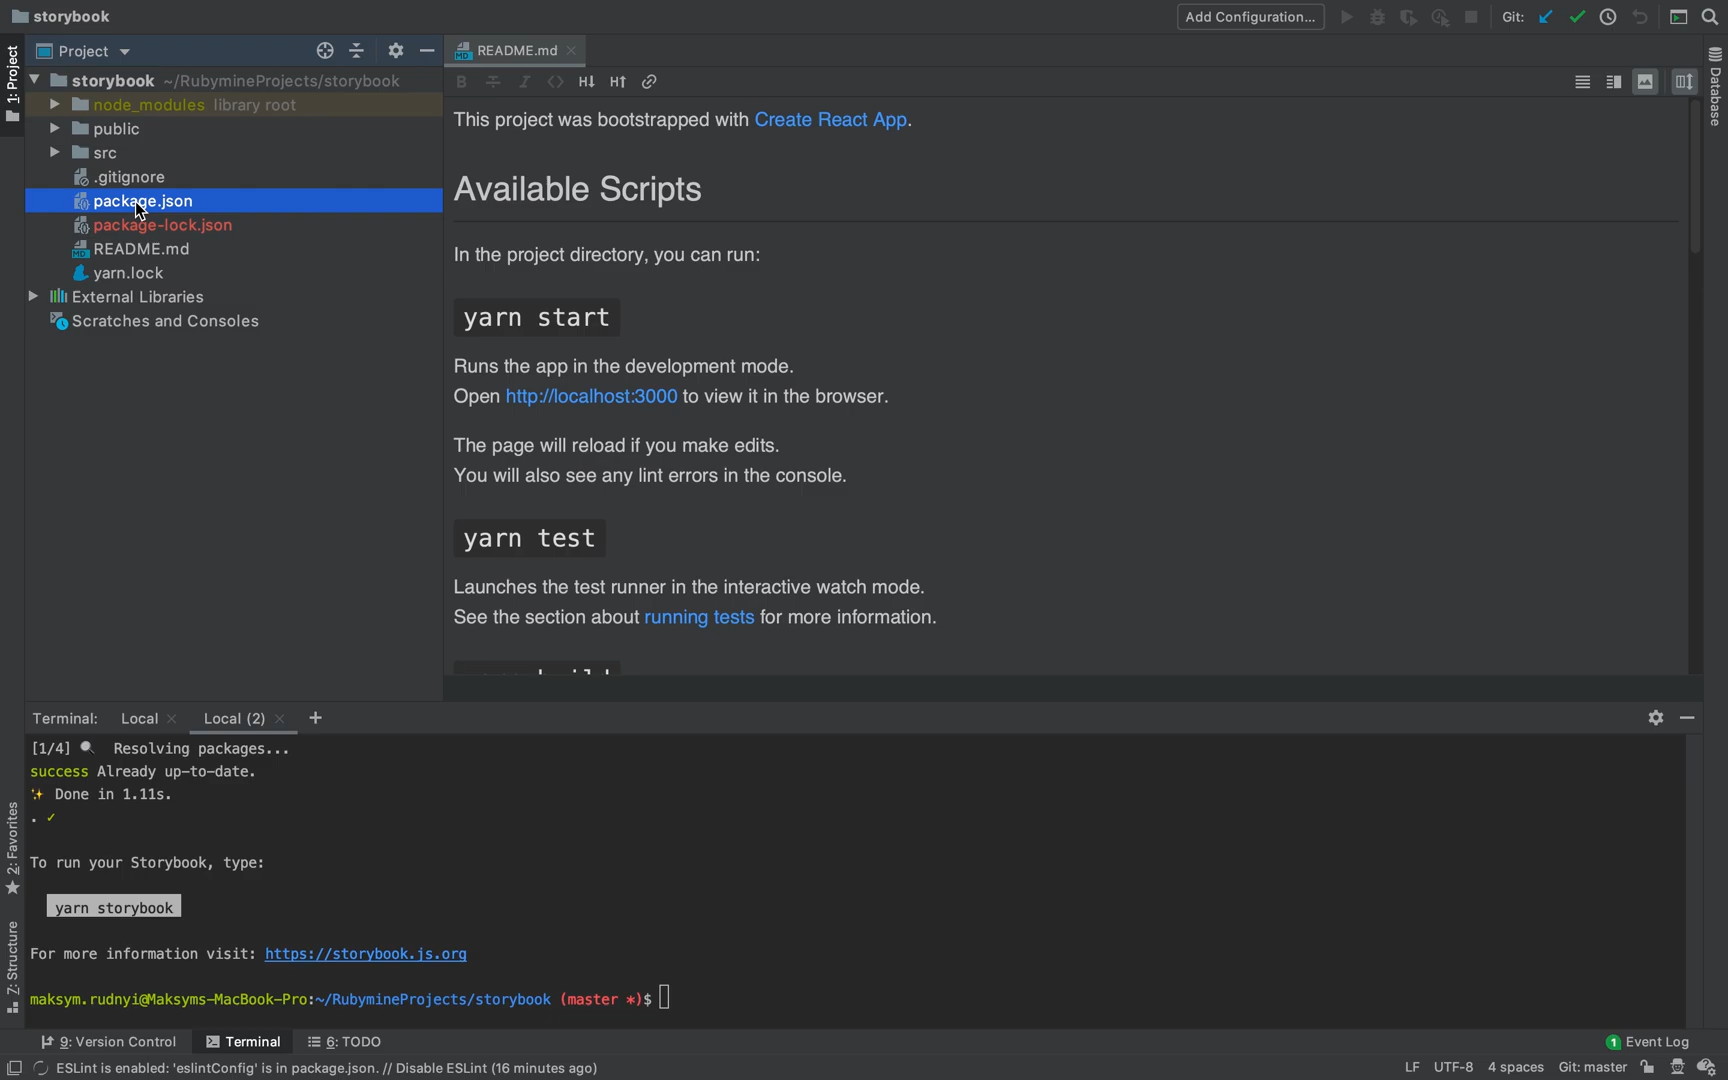 storybook
Add Configuration...
Git:
1: Project
Project
README.md
Database
storybook ~/RubymineProjects/storybook
node_modules library root
public
src
.gitignore
package.json
package-lock.json
README.md
yarn.lock
External Libraries
Scratches and Consoles
B I <> H↓ H↑
This project was bootstrapped with Create React App.
Available Scripts
In the project directory, you can run:
yarn start
Runs the app in the development mode.
Open http://localhost:3000 to view it in the browser.
The page will reload if you make edits.
You will also see any lint errors in the console.
yarn test
Launches the test runner in the interactive watch mode.
See the section about running tests for more information.
Terminal: Local Local (2)
[1/4] 🔍 Resolving packages...
success Already up-to-date.
✨ Done in 1.11s.
. ✓
To run your Storybook, type:
yarn storybook
For more information visit: https://storybook.js.org
maksym.rudnyi@Maksyms-MacBook-Pro:~/RubymineProjects/storybook (master *)$
2: Favorites
7: Structure
9: Version Control
Terminal
6: TODO
1 Event Log
ESLint is enabled: 'eslintConfig' is in package.json. // Disable ESLint (16 minutes ago)
LF UTF-8 4 spaces Git: master